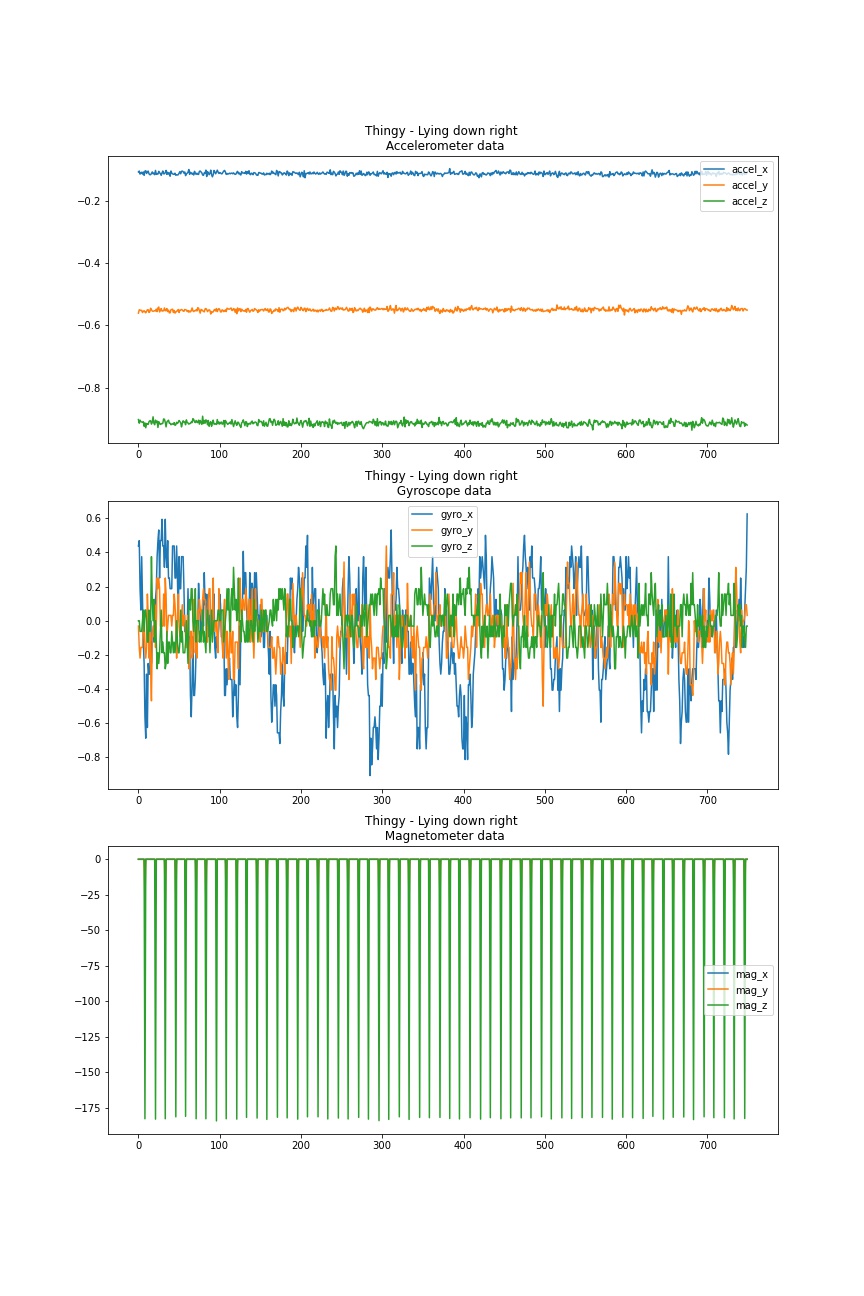 Thingy - Lying down right
Accelerometer data
accel_x
accel_y
accel_z
−0.2
−0.4
−0.6
−0.8
0 100 200 300 400 500 600 700
Thingy - Lying down right
Gyroscope data
gyro_x
gyro_y
gyro_z
0.6
0.4
0.2
0.0
−0.2
−0.4
−0.6
−0.8
0 100 200 300 400 500 600 700
Thingy - Lying down right
Magnetometer data
0
−25
−50
−75
−100
−125
−150
−175
mag_x
mag_y
mag_z
0 100 200 300 400 500 600 700